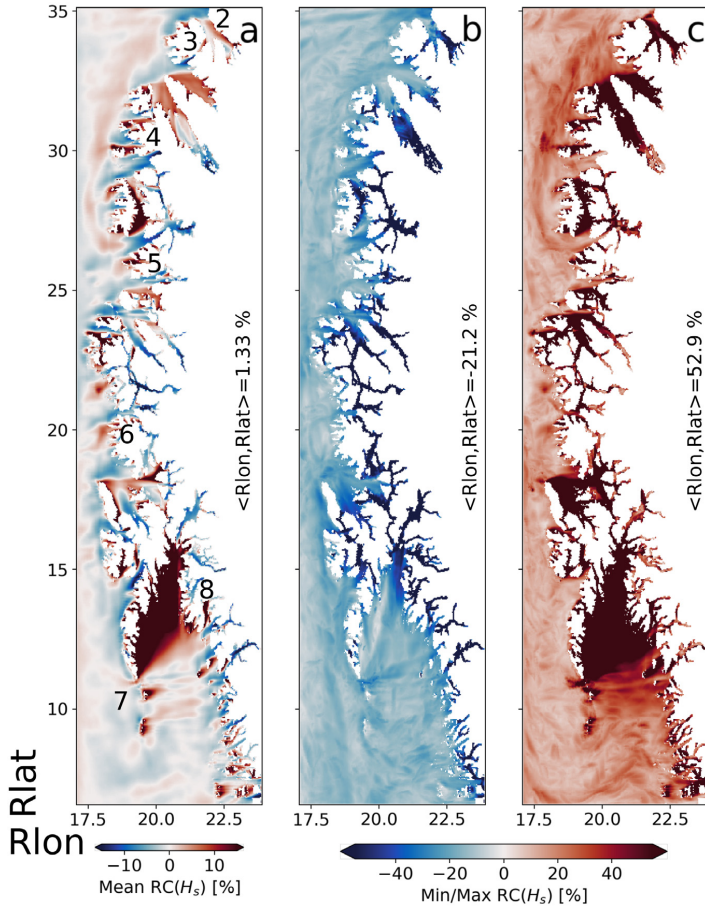 a
b
c
2
3
4
5
6
7
8
35
30
25
20
15
10
<Rlon,Rlat>=1.33 %
<Rlon,Rlat>=-21.2 %
<Rlon,Rlat>=52.9 %
17.5 20.0 22.5
17.5 20.0 22.5
17.5 20.0 22.5
Rlat
Rlon
−10 0 10
Mean RC(Hs) [%]
−40 −20 0 20 40
Min/Max RC(Hs) [%]